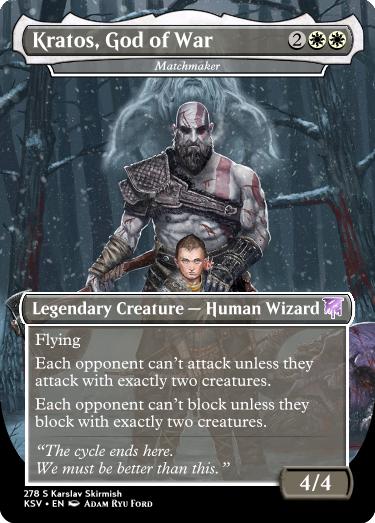 Kratos, God of War 2
Matchmaker
Legendary Creature — Human Wizard
Flying
Each opponent can't attack unless they
attack with exactly two creatures.
Each opponent can't block unless they
block with exactly two creatures.
"The cycle ends here.
We must be better than this."
4/4
278 S Karslav Skirmish
KSV • EN Adam Ryu Ford